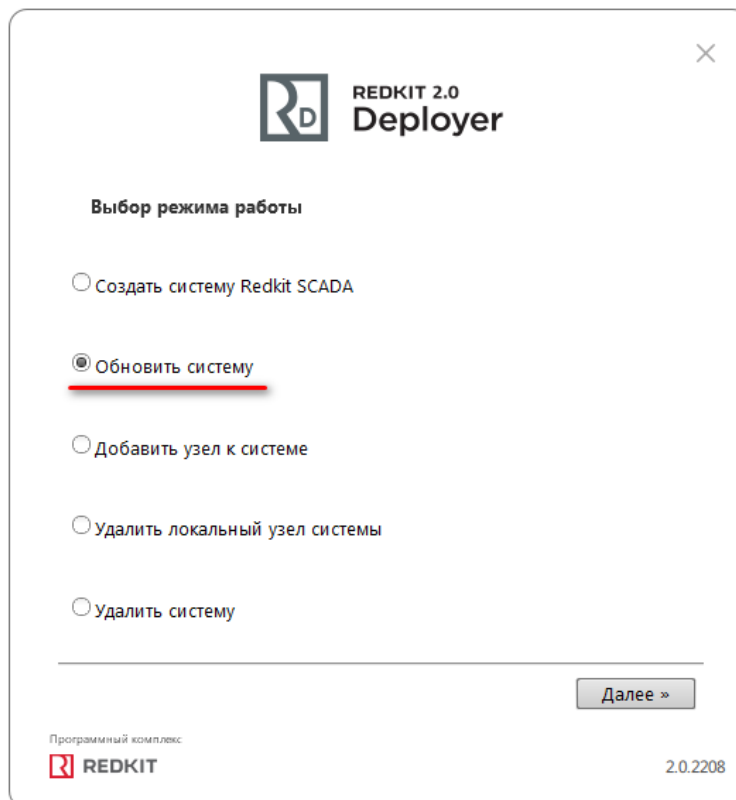 REDKIT 2.0
Deployer
Выбор режима работы
Создать систему Redkit SCADA
Обновить систему
Добавить узел к системе
Удалить локальный узел системы
Удалить систему
Далее »
Программный комплекс
REDKIT
2.0.2208